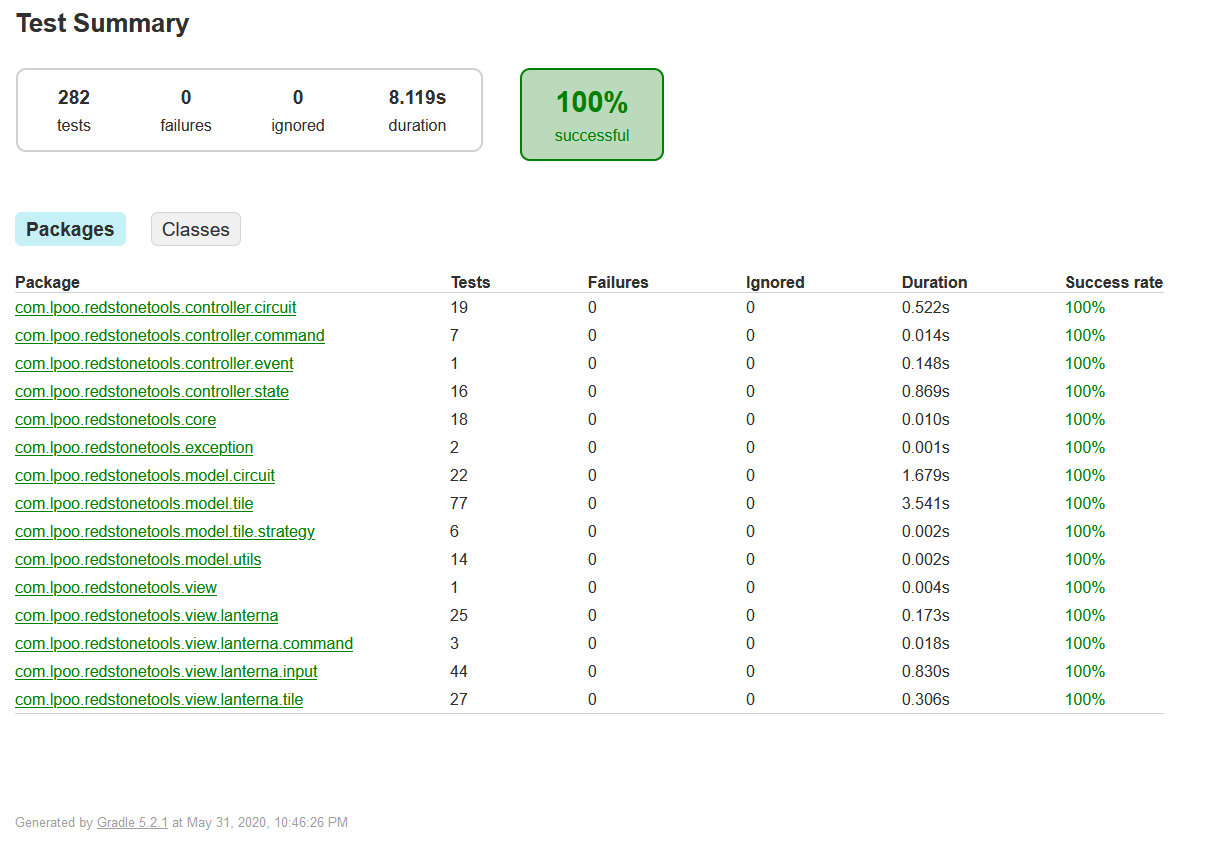 Test Summary
282 0 0 8.119s
tests failures ignored duration
100%
successful
Packages Classes
Package Tests Failures Ignored Duration Success rate
com.lpoo.redstonetools.controller.circuit 19 0 0 0.522s 100%
com.lpoo.redstonetools.controller.command 7 0 0 0.014s 100%
com.lpoo.redstonetools.controller.event 1 0 0 0.148s 100%
com.lpoo.redstonetools.controller.state 16 0 0 0.869s 100%
com.lpoo.redstonetools.core 18 0 0 0.010s 100%
com.lpoo.redstonetools.exception 2 0 0 0.001s 100%
com.lpoo.redstonetools.model.circuit 22 0 0 1.679s 100%
com.lpoo.redstonetools.model.tile 77 0 0 3.541s 100%
com.lpoo.redstonetools.model.tile.strategy 6 0 0 0.002s 100%
com.lpoo.redstonetools.model.utils 14 0 0 0.002s 100%
com.lpoo.redstonetools.view 1 0 0 0.004s 100%
com.lpoo.redstonetools.view.lanterna 25 0 0 0.173s 100%
com.lpoo.redstonetools.view.lanterna.command 3 0 0 0.018s 100%
com.lpoo.redstonetools.view.lanterna.input 44 0 0 0.830s 100%
com.lpoo.redstonetools.view.lanterna.tile 27 0 0 0.306s 100%
Generated by Gradle 5.2.1 at May 31, 2020, 10:46:26 PM